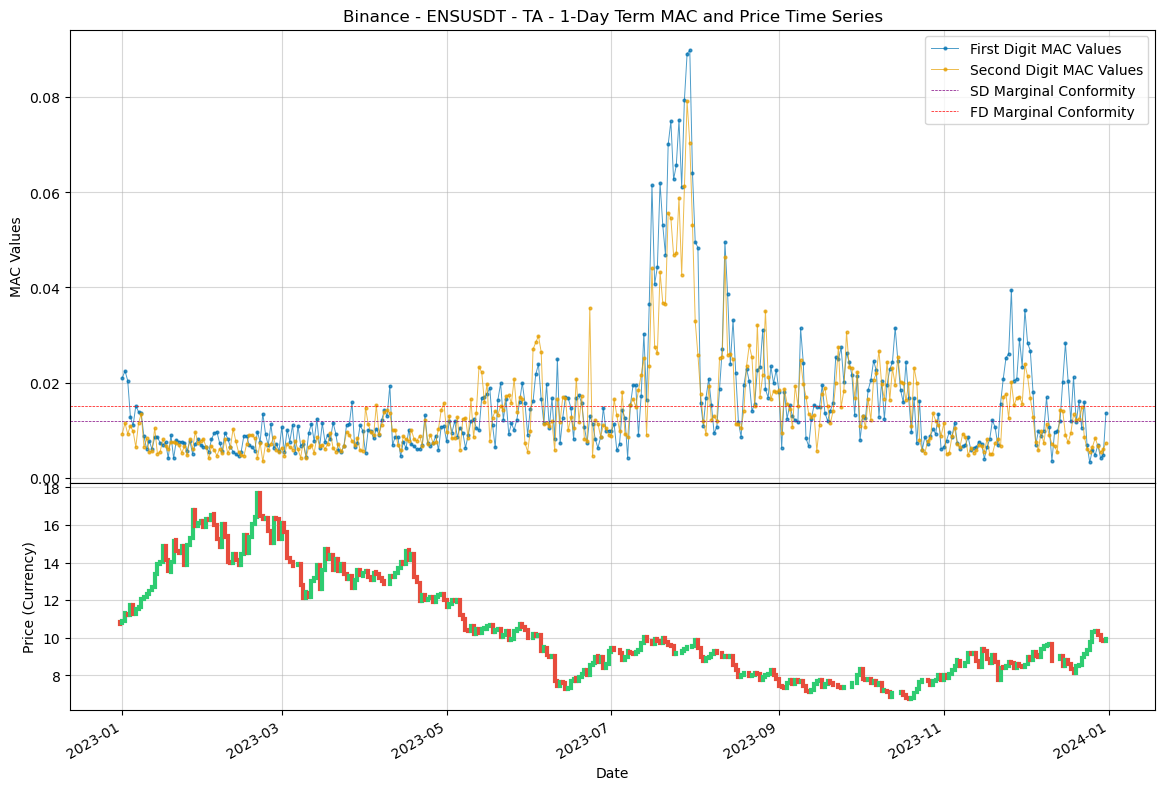 Binance - ENSUSDT - TA - 1-Day Term MAC and Price Time Series
First Digit MAC Values
Second Digit MAC Values
SD Marginal Conformity
FD Marginal Conformity
MAC Values
0.08
0.06
0.04
0.02
0.00
Price (Currency)
18
16
14
12
10
8
2023-01
2023-03
2023-05
2023-07
2023-09
2023-11
2024-01
Date